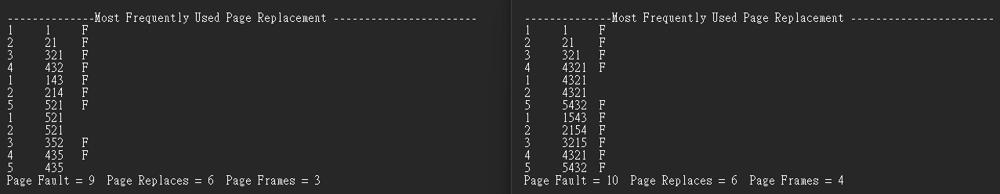 --------------Most Frequently Used Page Replacement -----------------------
1 1 F
2 21 F
3 321 F
4 432 F
1 143 F
2 214 F
5 521 F
1 521
2 521
3 352 F
4 435 F
5 435
Page Fault = 9 Page Replaces = 6 Page Frames = 3
--------------Most Frequently Used Page Replacement -----------------------
1 1 F
2 21 F
3 321 F
4 4321 F
1 4321
2 4321
5 5432 F
1 1543 F
2 2154 F
3 3215 F
4 4321 F
5 5432 F
Page Fault = 10 Page Replaces = 6 Page Frames = 4